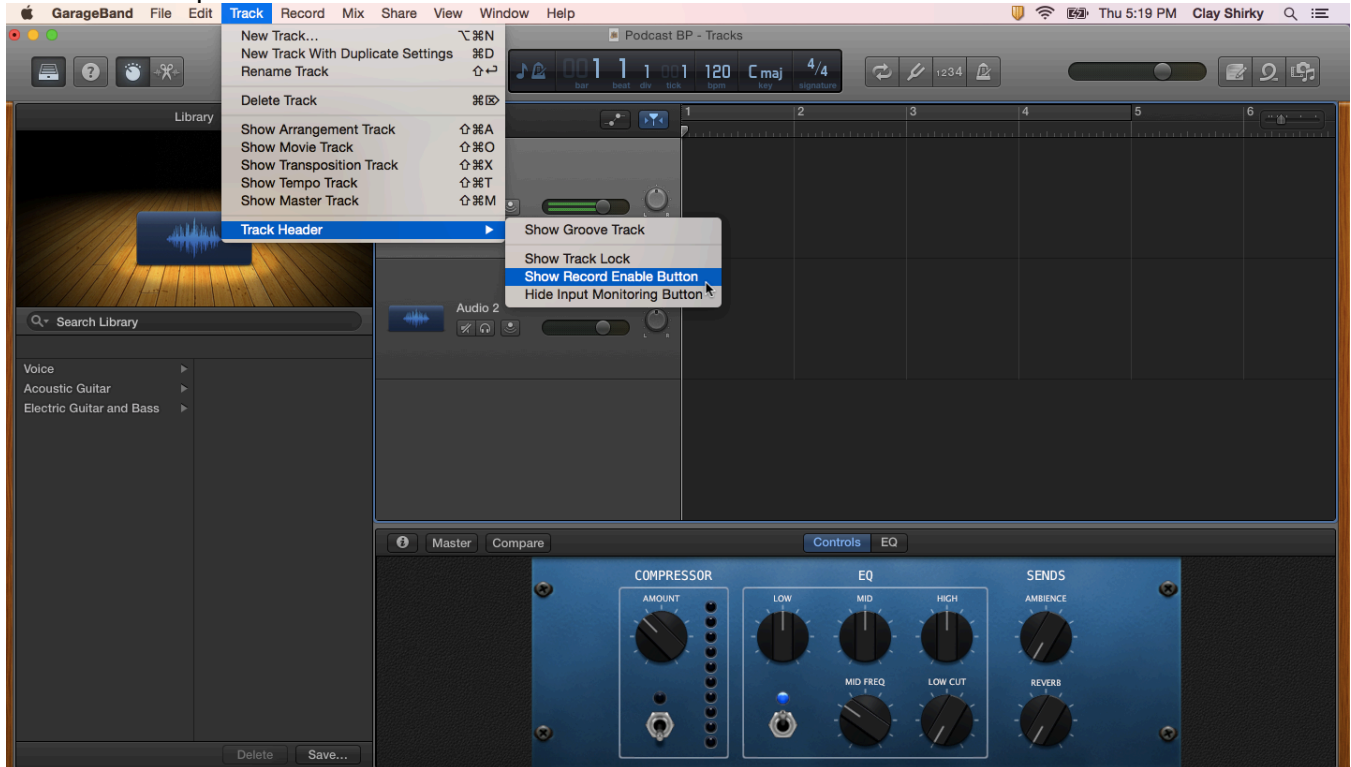 GarageBand File Edit Track Record Mix Share View Window Help Thu 5:19 PM Clay Shirky
Podcast BP - Tracks
New Track... ⌥⌘N
New Track With Duplicate Settings ⌘D
Rename Track ⇧↩
Delete Track ⌘⌦
Show Arrangement Track ⇧⌘A
Show Movie Track ⇧⌘O
Show Transposition Track ⇧⌘X
Show Tempo Track ⇧⌘T
Show Master Track ⇧⌘M
Track Header ▶
Show Groove Track
Show Track Lock
Show Record Enable Button
Hide Input Monitoring Button
001 1 1 001 120 C maj 4/4
bar beat div tick bpm key signature
1234
Library
1 2 3 4 5 6
L R
Audio 2
L R
Search Library
Voice
Acoustic Guitar
Electric Guitar and Bass
Delete Save...
Master Compare Controls EQ
COMPRESSOR EQ SENDS
AMOUNT LOW MID HIGH AMBIENCE
MID FREQ LOW CUT REVERB